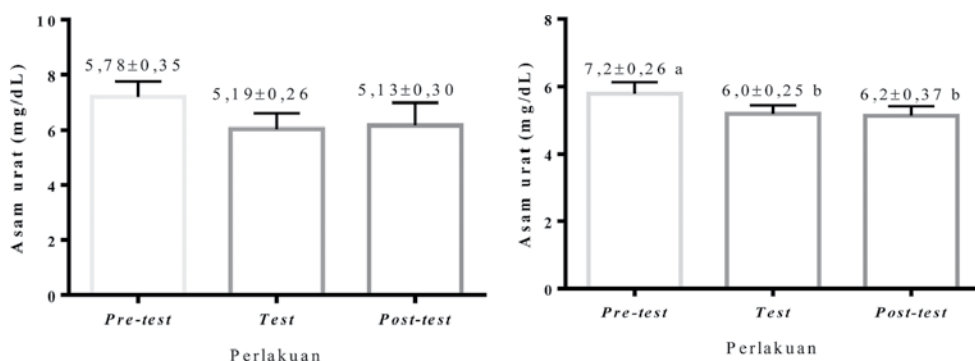 10
8
6
4
2
0
Asam urat (mg/dL)
5,78±0,35
5,19±0,26
5,13±0,30
Pre-test Test Post-test
Perlakuan
8
6
4
2
0
Asam urat (mg/dL)
7,2±0,26 a
6,0±0,25 b
6,2±0,37 b
Pre-test Test Post-test
Perlakuan